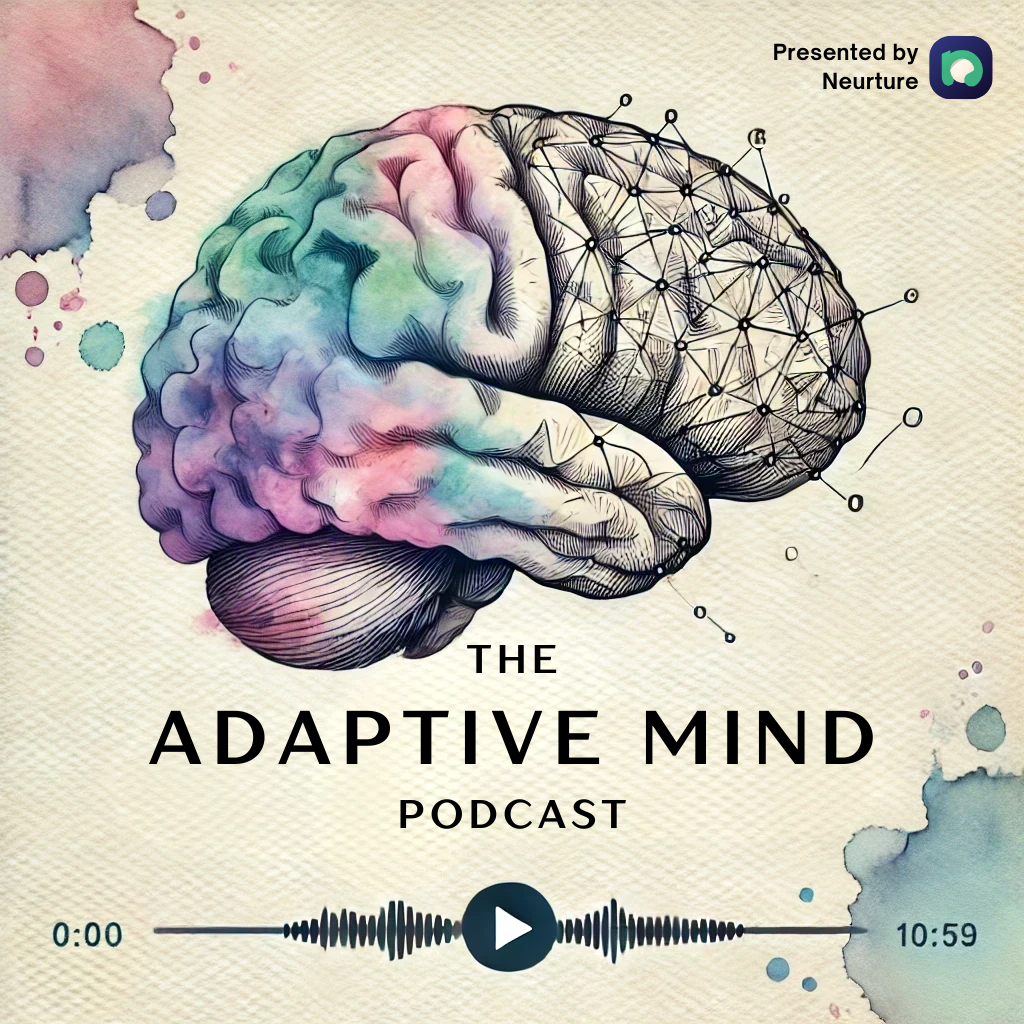 Presented by
Neurture
THE
ADAPTIVE MIND
PODCAST
0:00
10:59